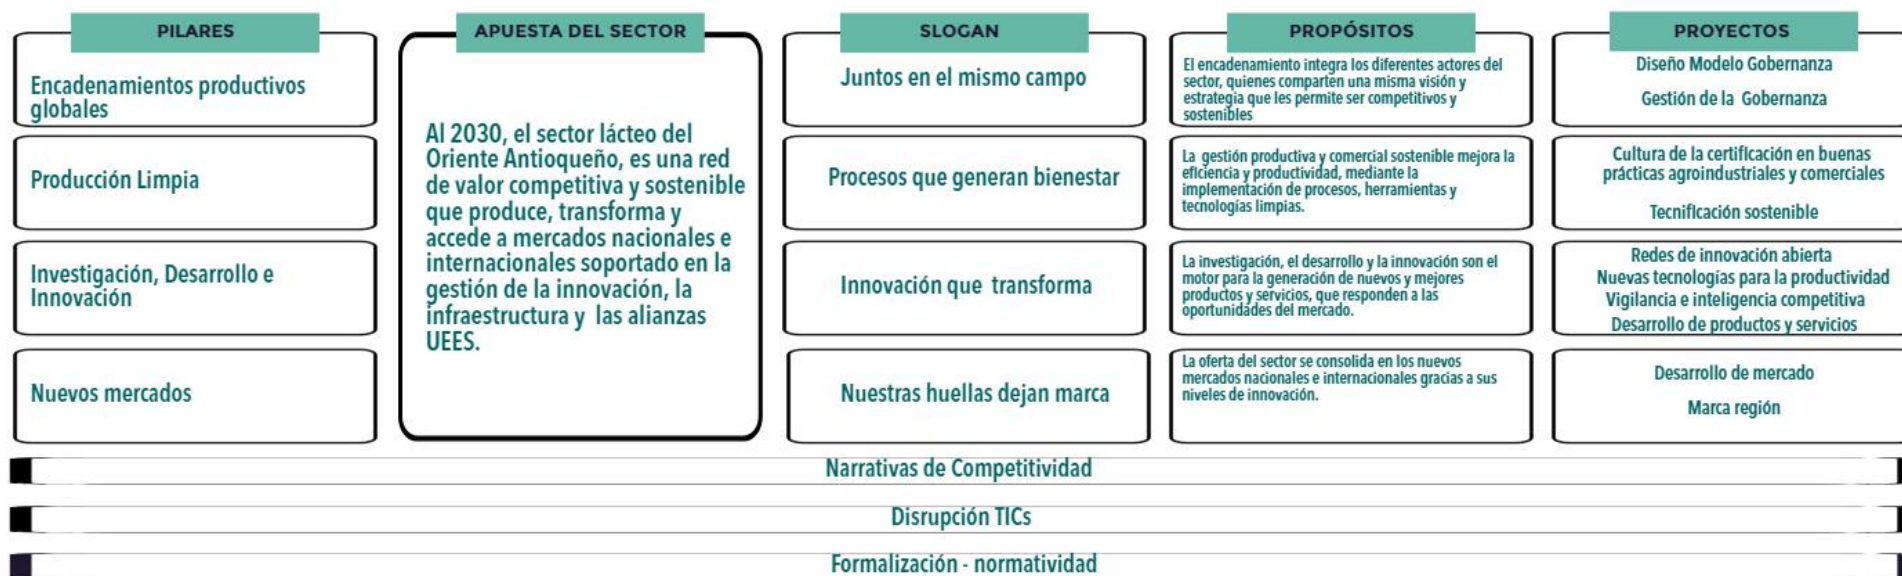 PILARES
APUESTA DEL SECTOR
SLOGAN
PROPÓSITOS
PROYECTOS
Encadenamientos productivos
globales
Producción Limpia
Investigación, Desarrollo e
Innovación
Nuevos mercados
Al 2030, el sector lácteo del
Oriente Antioqueño, es una red
de valor competitiva y sostenible
que produce, transforma y
accede a mercados nacionales e
internacionales soportado en la
gestión de la innovación, la
infraestructura y las alianzas
UEES.
Juntos en el mismo campo
Procesos que generan bienestar
Innovación que transforma
Nuestras huellas dejan marca
El encadenamiento integra los diferentes actores del
sector, quienes comparten una misma visión y
estrategia que les permite ser competitivos y
sostenibles
La gestión productiva y comercial sostenible mejora la
eficiencia y productividad, mediante la
implementación de procesos, herramientas y
tecnologías limpias.
La investigación, el desarrollo y la innovación son el
motor para la generación de nuevos y mejores
productos y servicios, que responden a las
oportunidades del mercado.
La oferta del sector se consolida en los nuevos
mercados nacionales e internacionales gracias a sus
niveles de innovación.
Diseño Modelo Gobernanza
Gestión de la Gobernanza
Cultura de la certificación en buenas
prácticas agroindustriales y comerciales
Tecnificación sostenible
Redes de innovación abierta
Nuevas tecnologías para la productividad
Vigilancia e inteligencia competitiva
Desarrollo de productos y servicios
Desarrollo de mercado
Marca región
Narrativas de Competitividad
Disrupción TICs
Formalización - normatividad